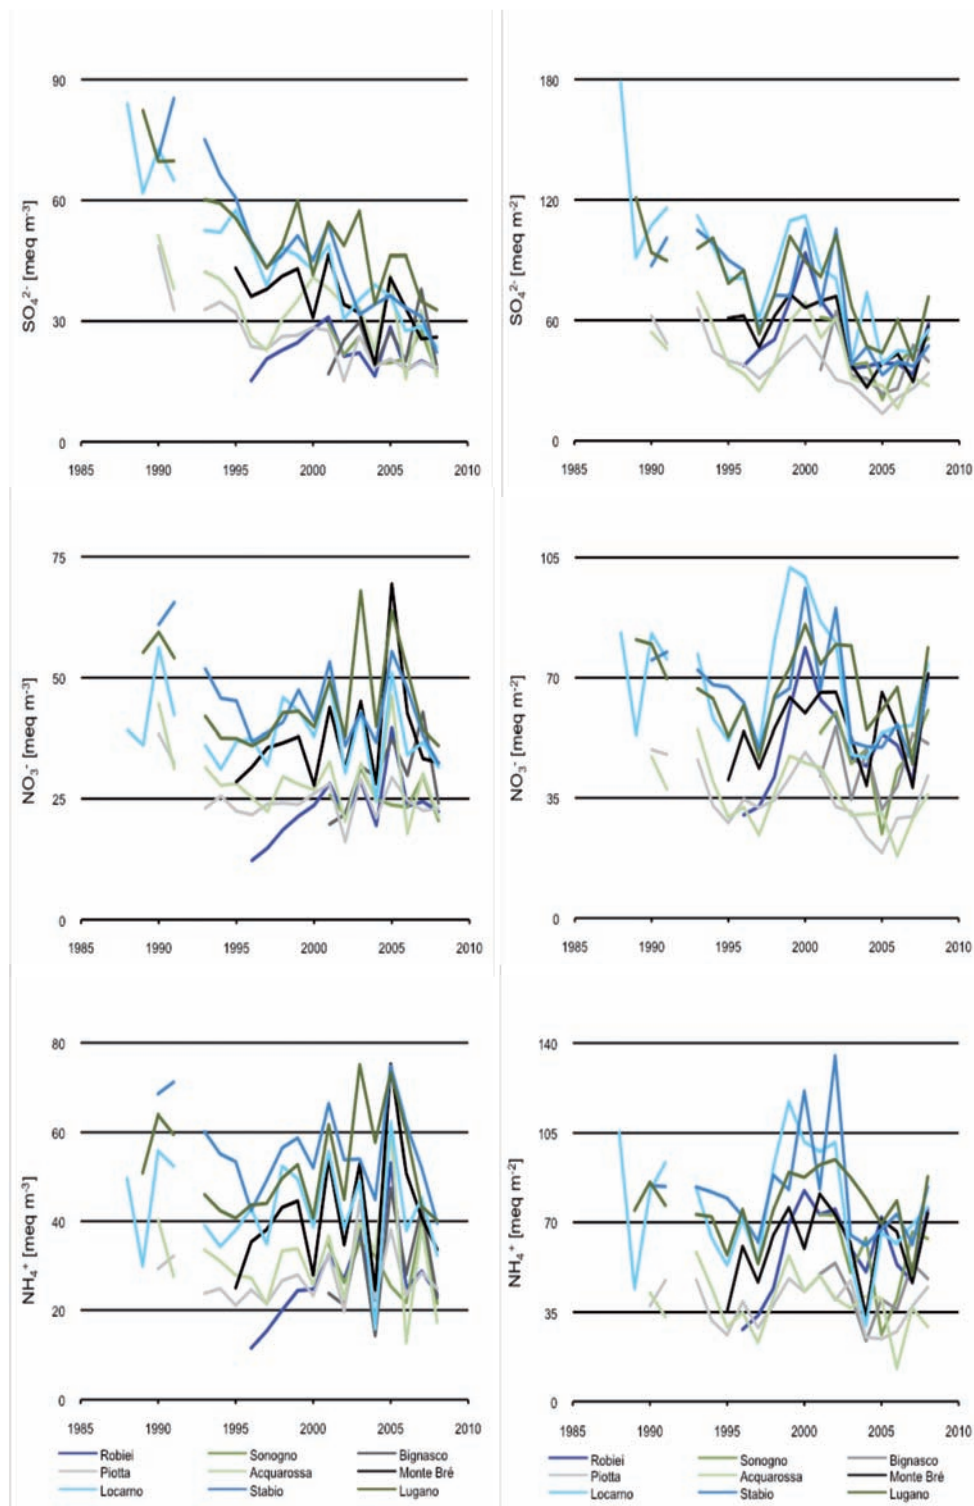 SO₄²⁻ [meq m⁻³]
90
60
30
0
1985 1990 1995 2000 2005 2010
SO₄²⁻ [meq m⁻²]
180
120
60
0
1985 1990 1995 2000 2005 2010
NO₃⁻ [meq m⁻³]
75
50
25
0
1985 1990 1995 2000 2005 2010
NO₃⁻ [meq m⁻²]
105
70
35
0
1985 1990 1995 2000 2005 2010
NH₄⁺ [meq m⁻³]
80
60
40
20
0
1985 1990 1995 2000 2005 2010
Robiei Sonogno Bignasco
Piotta Acquarossa Monte Bré
Locarno Stabio Lugano
NH₄⁺ [meq m⁻²]
140
105
70
35
0
1985 1990 1995 2000 2005 2010
Robiei Sonogno Bignasco
Piotta Acquarossa Monte Bré
Locarno Stabio Lugano